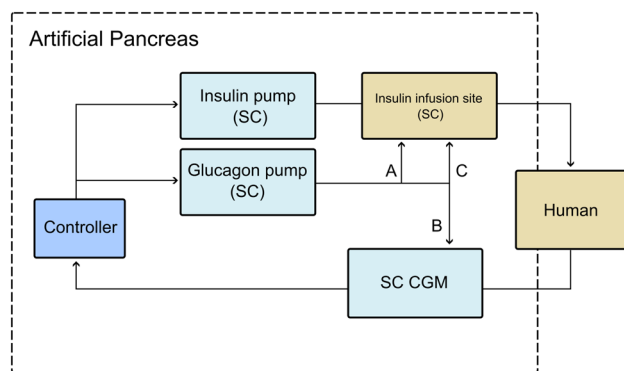 Artificial Pancreas
Insulin pump
(SC)
Insulin infusion site
(SC)
Glucagon pump
(SC)
A
C
Controller
Human
B
SC CGM